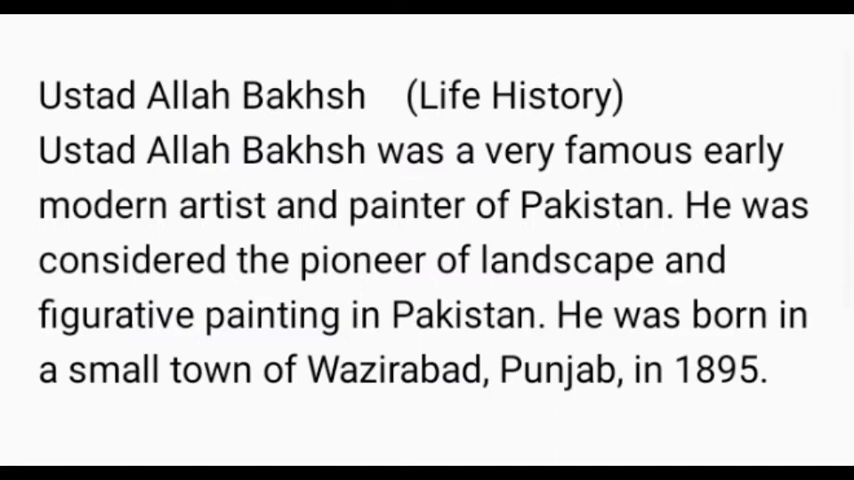 Ustad Allah Bakhsh (Life History)
Ustad Allah Bakhsh was a very famous early
modern artist and painter of Pakistan. He was
considered the pioneer of landscape and
figurative painting in Pakistan. He was born in
a small town of Wazirabad, Punjab, in 1895.